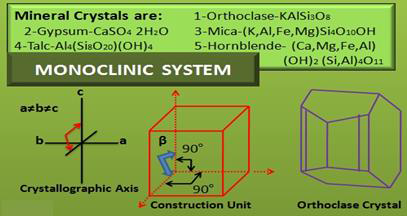 Mineral Crystals are:
1-Orthoclase-KAlSi₃O₈
2-Gypsum-CaSO₄ 2H₂O
3-Mica-(K,Al,Fe,Mg)Si₄O₁₀OH
4-Talc-Al₄(Si₈O₂₀)(OH)₄
5-Hornblende- (Ca,Mg,Fe,Al)
(OH)₂ (Si,Al)₄O₁₁
MONOCLINIC SYSTEM
a≠b≠c
c
b
a
β
90°
90°
Crystallographic Axis
Construction Unit
Orthoclase Crystal